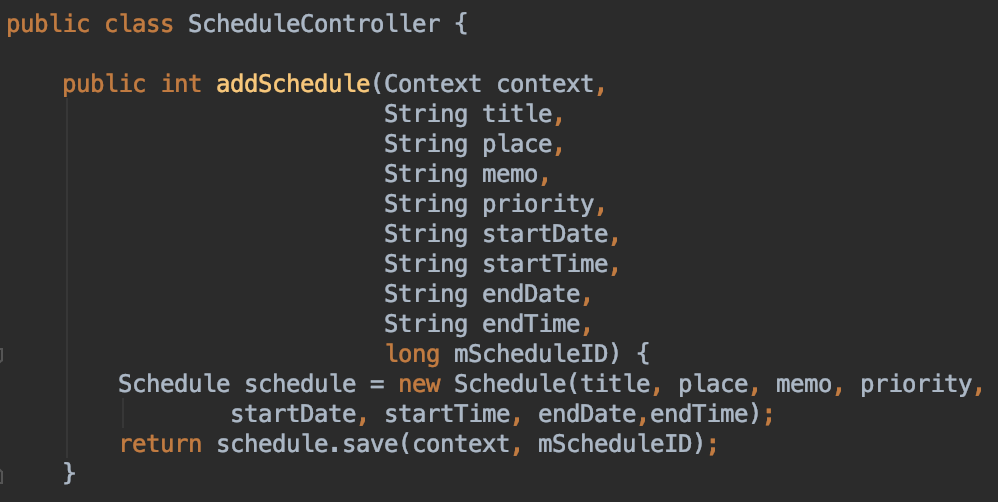 public class ScheduleController {
public int addSchedule(Context context,
String title,
String place,
String memo,
String priority,
String startDate,
String startTime,
String endDate,
String endTime,
long mScheduleID) {
Schedule schedule = new Schedule(title, place, memo, priority,
startDate, startTime, endDate,endTime);
return schedule.save(context, mScheduleID);
}